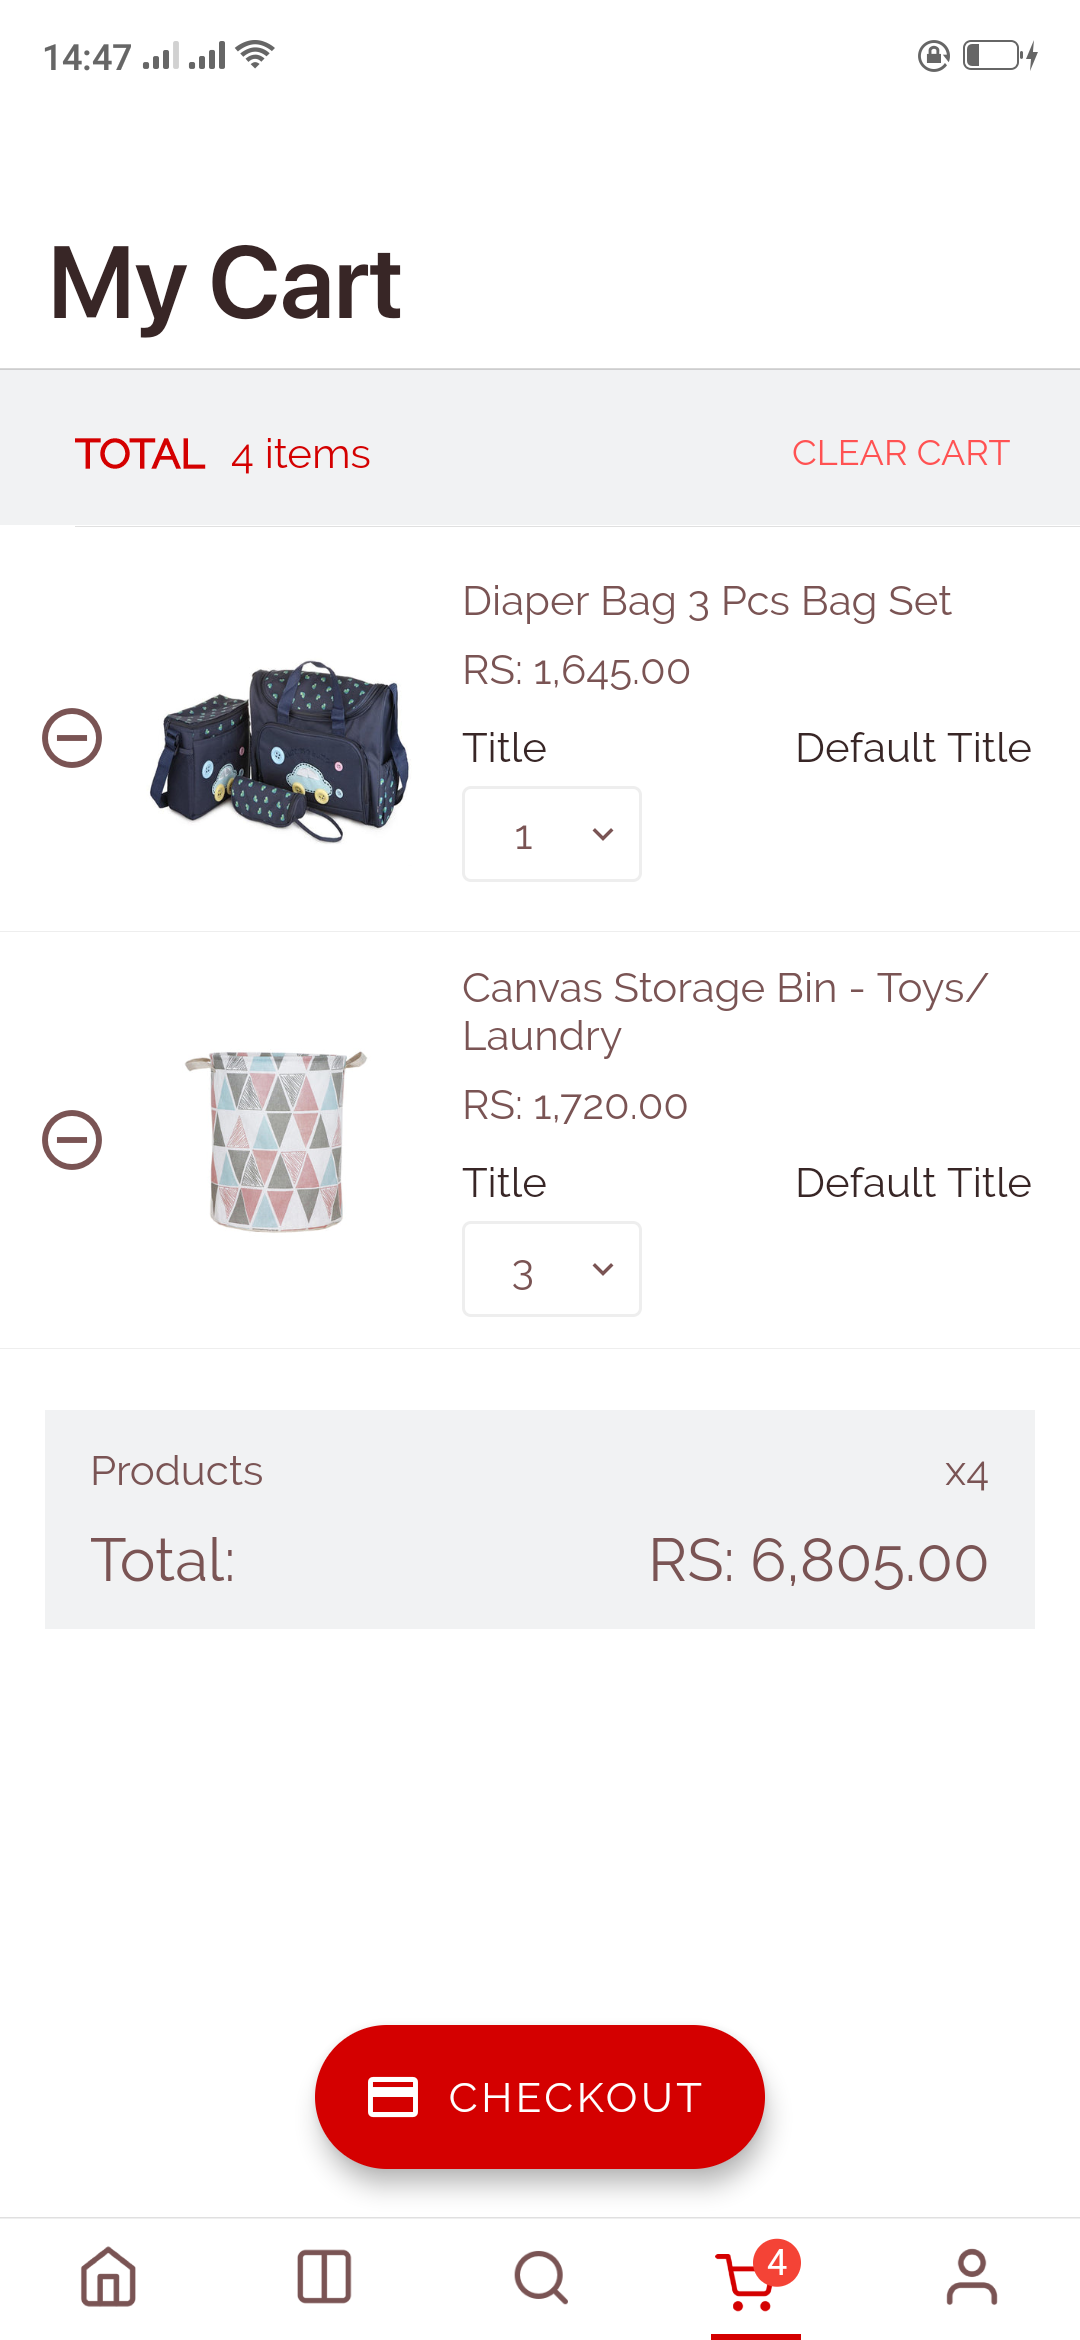 14:47
My Cart
TOTAL 4 items CLEAR CART
Diaper Bag 3 Pcs Bag Set
RS: 1,645.00
Title Default Title
1
Canvas Storage Bin - Toys/
Laundry
RS: 1,720.00
Title Default Title
3
Products x4
Total: RS: 6,805.00
CHECKOUT
4